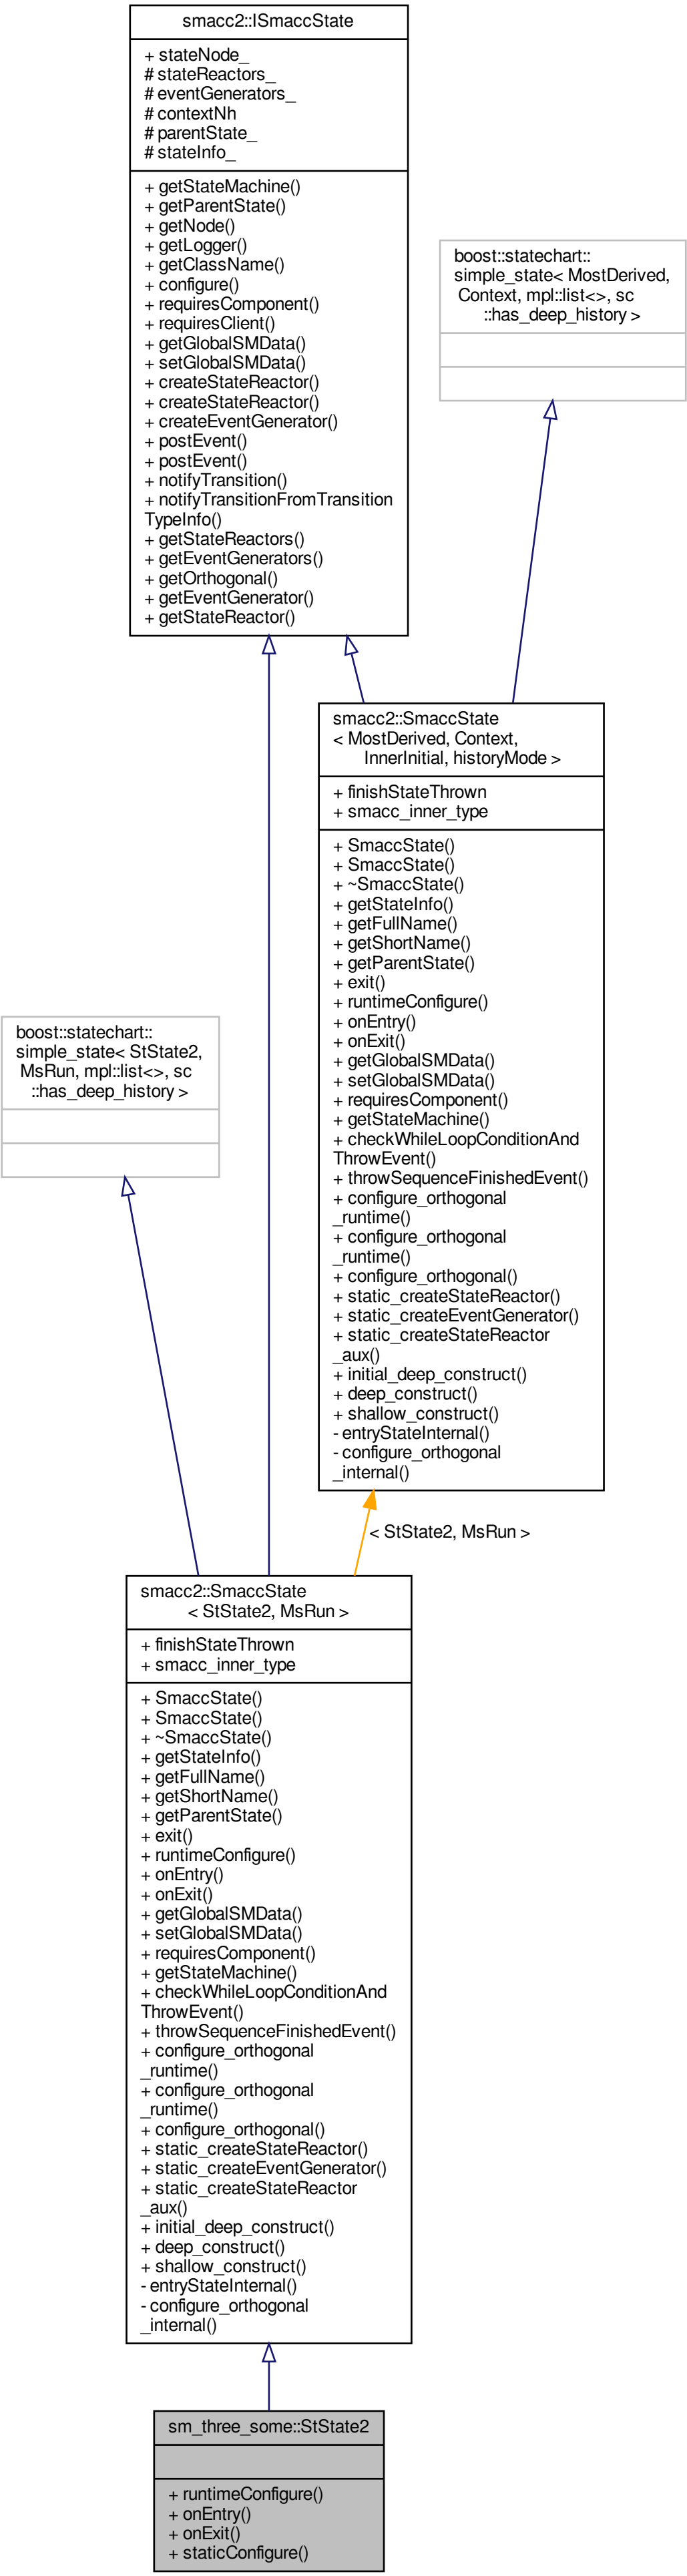 smacc2::ISmaccState
+ stateNode_
# stateReactors_
# eventGenerators_
# contextNh
# parentState_
# stateInfo_
+ getStateMachine()
+ getParentState()
+ getNode()
+ getLogger()
+ getClassName()
+ configure()
+ requiresComponent()
+ requiresClient()
+ getGlobalSMData()
+ setGlobalSMData()
+ createStateReactor()
+ createStateReactor()
+ createEventGenerator()
+ postEvent()
+ postEvent()
+ notifyTransition()
+ notifyTransitionFromTransition
TypeInfo()
+ getStateReactors()
+ getEventGenerators()
+ getOrthogonal()
+ getEventGenerator()
+ getStateReactor()
boost::statechart::
simple_state< MostDerived,
Context, mpl::list<>, sc
::has_deep_history >
smacc2::SmaccState
< MostDerived, Context,
InnerInitial, historyMode >
+ finishStateThrown
+ smacc_inner_type
+ SmaccState()
+ SmaccState()
+ ~SmaccState()
+ getStateInfo()
+ getFullName()
+ getShortName()
+ getParentState()
+ exit()
+ runtimeConfigure()
+ onEntry()
+ onExit()
+ getGlobalSMData()
+ setGlobalSMData()
+ requiresComponent()
+ getStateMachine()
+ checkWhileLoopConditionAnd
ThrowEvent()
+ throwSequenceFinishedEvent()
+ configure_orthogonal
_runtime()
+ configure_orthogonal
_runtime()
+ configure_orthogonal()
+ static_createStateReactor()
+ static_createEventGenerator()
+ static_createStateReactor
_aux()
+ initial_deep_construct()
+ deep_construct()
+ shallow_construct()
- entryStateInternal()
- configure_orthogonal
_internal()
boost::statechart::
simple_state< StState2,
MsRun, mpl::list<>, sc
::has_deep_history >
< StState2, MsRun >
smacc2::SmaccState
< StState2, MsRun >
+ finishStateThrown
+ smacc_inner_type
+ SmaccState()
+ SmaccState()
+ ~SmaccState()
+ getStateInfo()
+ getFullName()
+ getShortName()
+ getParentState()
+ exit()
+ runtimeConfigure()
+ onEntry()
+ onExit()
+ getGlobalSMData()
+ setGlobalSMData()
+ requiresComponent()
+ getStateMachine()
+ checkWhileLoopConditionAnd
ThrowEvent()
+ throwSequenceFinishedEvent()
+ configure_orthogonal
_runtime()
+ configure_orthogonal
_runtime()
+ configure_orthogonal()
+ static_createStateReactor()
+ static_createEventGenerator()
+ static_createStateReactor
_aux()
+ initial_deep_construct()
+ deep_construct()
+ shallow_construct()
- entryStateInternal()
- configure_orthogonal
_internal()
sm_three_some::StState2
+ runtimeConfigure()
+ onEntry()
+ onExit()
+ staticConfigure()